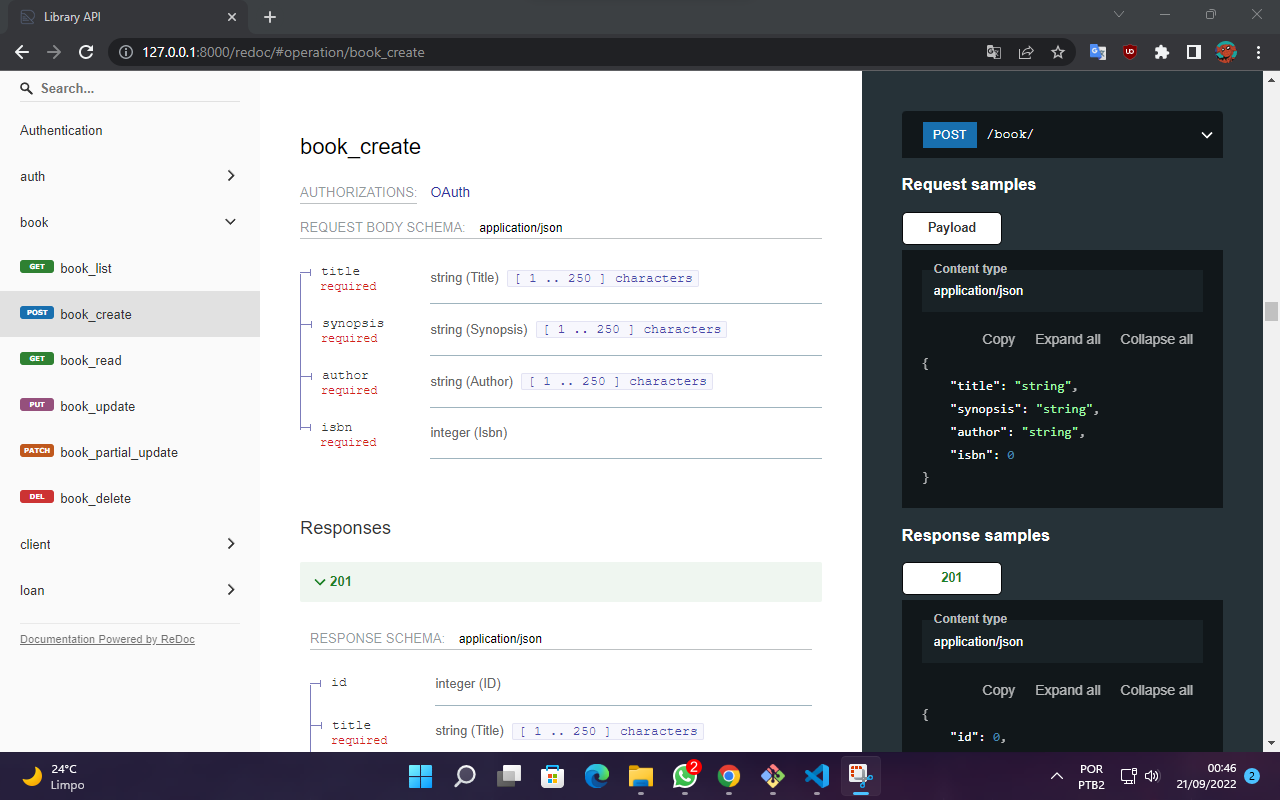 Library API
127.0.0.1:8000/redoc/#operation/book_create
Search...
Authentication
auth
book
GET book_list
POST book_create
GET book_read
PUT book_update
PATCH book_partial_update
DEL book_delete
client
loan
Documentation Powered by ReDoc
book_create
AUTHORIZATIONS: OAuth
REQUEST BODY SCHEMA: application/json
title
required
string (Title) [ 1 .. 250 ] characters
synopsis
required
string (Synopsis) [ 1 .. 250 ] characters
author
required
string (Author) [ 1 .. 250 ] characters
isbn
required
integer (Isbn)
Responses
201
RESPONSE SCHEMA: application/json
id
integer (ID)
title
required
string (Title) [ 1 .. 250 ] characters
POST /book/
Request samples
Payload
Content type
application/json
Copy Expand all Collapse all
{
"title": "string",
"synopsis": "string",
"author": "string",
"isbn": 0
}
Response samples
201
Content type
application/json
Copy Expand all Collapse all
{
"id": 0,
24°C
Limpo
2
POR
PTB2
00:46
21/09/2022
2